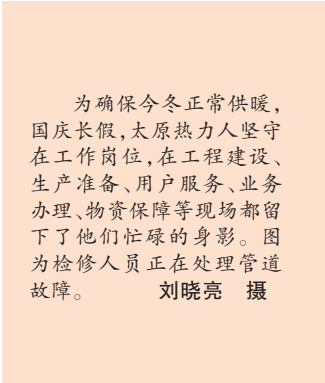 为确保今冬正常供暖，
国庆长假，太原热力人坚守
在工作岗位，在工程建设、
生产准备、用户服务、业务
办理、物资保障等现场都留
下了他们忙碌的身影。图
为检修人员正在处理管道
故障。 刘晓亮 摄